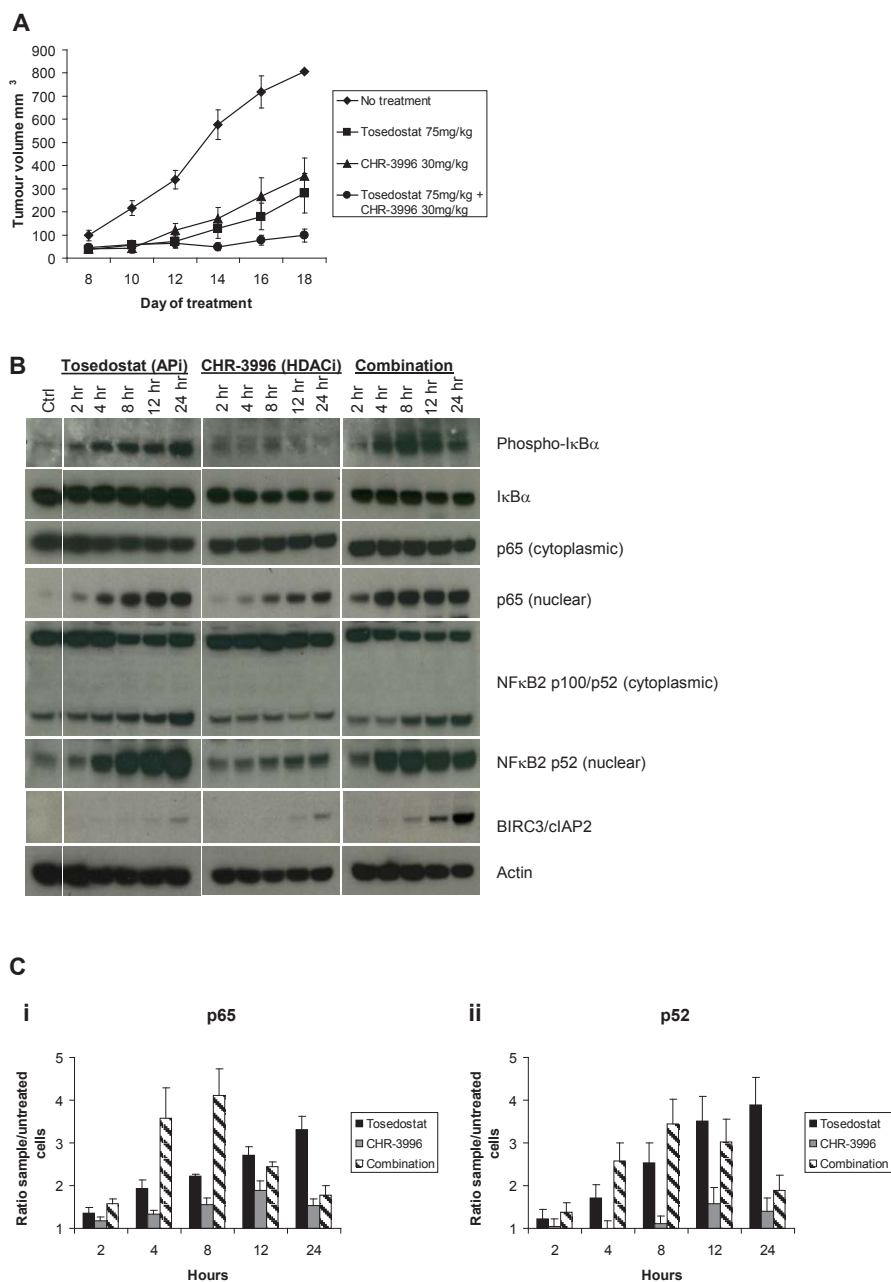 A
Tumour volume mm 3
900
800
700
600
500
400
300
200
100
0
8 10 12 14 16 18
Day of treatment
No treatment
Tosedostat 75mg/kg
CHR-3996 30mg/kg
Tosedostat 75mg/kg +
CHR-3996 30mg/kg
B
Tosedostat (APi) CHR-3996 (HDACi) Combination
Ctrl 2 hr 4 hr 8 hr 12 hr 24 hr 2 hr 4 hr 8 hr 12 hr 24 hr 2 hr 4 hr 8 hr 12 hr 24 hr
Phospho-IκBα
IκBα
p65 (cytoplasmic)
p65 (nuclear)
NFκB2 p100/p52 (cytoplasmic)
NFκB2 p52 (nuclear)
BIRC3/cIAP2
Actin
C
i
p65
Ratio sample/untreated
cells
5
4
3
2
1
2 4 8 12 24
Hours
Tosedostat
CHR-3996
Combination
ii
p52
Ratio sample/untreated
cells
5
4
3
2
1
2 4 8 12 24
Hours
Tosedostat
CHR-3996
Combination